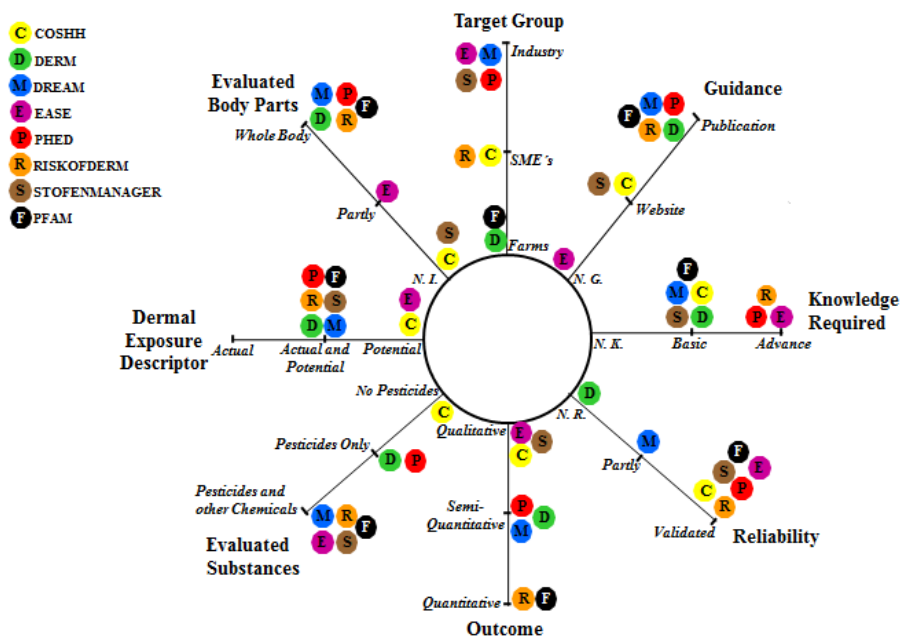 C COSHH
D DERM
M DREAM
E EASE
P PHED
R RISKOFDERM
S STOFENMANAGER
F PFAM
Target Group
E M Industry
S P
R C SME´s
F
D Farms
Guidance
M P
F Publication
R D
S C Website
E
N. G.
Knowledge
Required
F
M C
S D
R
P E
N. K.
Basic
Advance
D
N. R.
M
Partly
F
S E
C P
R
Validated
Reliability
Qualitative E S
C
Semi-
Quantitative
P D
M
Quantitative R F
Outcome
No Pesticides
C
Pesticides Only
D P
Pesticides and
other Chemicals
M R F
E S
Evaluated
Substances
Dermal
Exposure
Descriptor
Actual
P F
R S
D M
Actual and
Potential
E
C
Potential
Evaluated
Body Parts
M P F
D R
Whole Body
E
Partly
S
C
N. I.